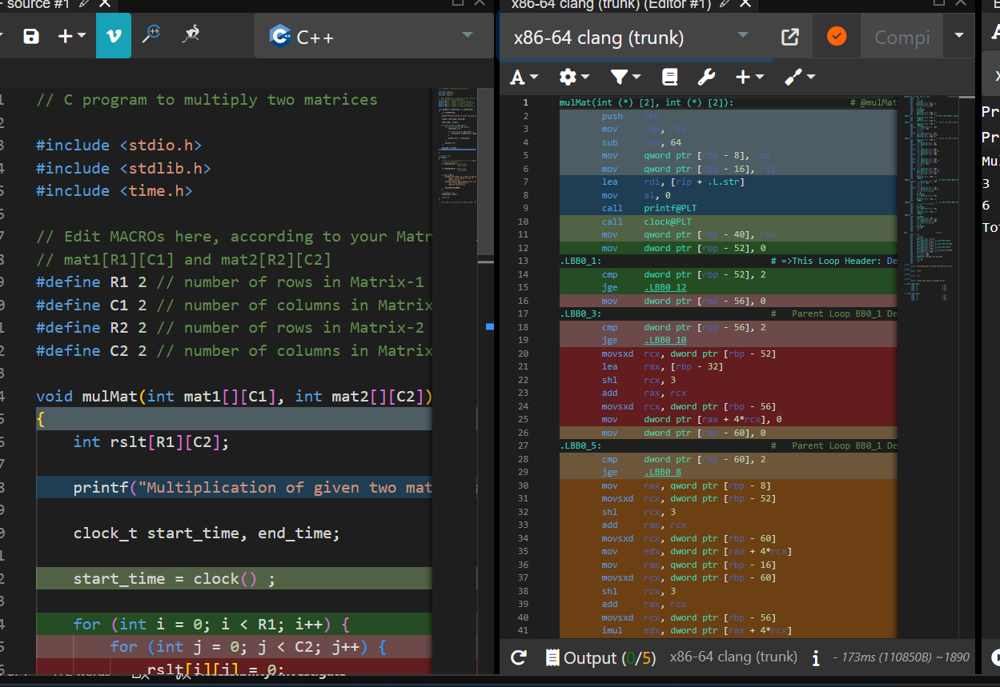 source #1
C++
// C program to multiply two matrices
#include <stdio.h>
#include <stdlib.h>
#include <time.h>
// Edit MACROs here, according to your Matr
// mat1[R1][C1] and mat2[R2][C2]
#define R1 2 // number of rows in Matrix-1
#define C1 2 // number of columns in Matrix
#define R2 2 // number of rows in Matrix-2
#define C2 2 // number of columns in Matrix
void mulMat(int mat1[][C1], int mat2[][C2])
{
int rslt[R1][C2];
printf("Multiplication of given two mat
clock_t start_time, end_time;
start_time = clock() ;
for (int i = 0; i < R1; i++) {
for (int j = 0; j < C2; j++) {
rslt[i][j] = 0;
x86-64 clang (trunk) (Editor #1)
x86-64 clang (trunk)
Compi
A
1 mulMat(int (*) [2], int (*) [2]): # @mulMat
2 push rbp
3 mov rbp, rsp
4 sub rsp, 64
5 mov qword ptr [rbp - 8], rdi
6 mov qword ptr [rbp - 16], rsi
7 lea rdi, [rip + .L.str]
8 mov al, 0
9 call printf@PLT
10 call clock@PLT
11 mov qword ptr [rbp - 40], rax
12 mov dword ptr [rbp - 52], 0
13 .LBB0_1: # =>This Loop Header: De
14 cmp dword ptr [rbp - 52], 2
15 jge .LBB0_12
16 mov dword ptr [rbp - 56], 0
17 .LBB0_3: # Parent Loop BB0_1 De
18 cmp dword ptr [rbp - 56], 2
19 jge .LBB0_10
20 movsxd rcx, dword ptr [rbp - 52]
21 lea rax, [rbp - 32]
22 shl rcx, 3
23 add rax, rcx
24 movsxd rcx, dword ptr [rbp - 56]
25 mov dword ptr [rax + 4*rcx], 0
26 mov dword ptr [rbp - 60], 0
27 .LBB0_5: # Parent Loop BB0_1 De
28 cmp dword ptr [rbp - 60], 2
29 jge .LBB0_8
30 mov rax, qword ptr [rbp - 8]
31 movsxd rcx, dword ptr [rbp - 52]
32 shl rcx, 3
33 add rax, rcx
34 movsxd rcx, dword ptr [rbp - 60]
35 mov edx, dword ptr [rax + 4*rcx]
36 mov rax, qword ptr [rbp - 16]
37 movsxd rcx, dword ptr [rbp - 60]
38 shl rcx, 3
39 add rax, rcx
40 movsxd rcx, dword ptr [rbp - 56]
41 imul edx, dword ptr [rax + 4*rcx]
Output (0/5) x86-64 clang (trunk) - 173ms (110850B) ~1890
Pr
Pr
Mu
3
6
To